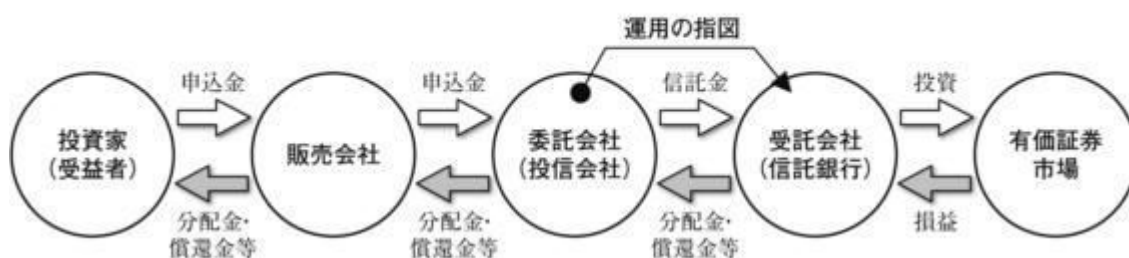 運用の指図
申込金
申込金
信託金
投資
投資家
(受益者)
販売会社
委託会社
(投信会社)
受託会社
(信託銀行)
有価証券
市場
分配金・
償還金等
分配金・
償還金等
分配金・
償還金等
損益